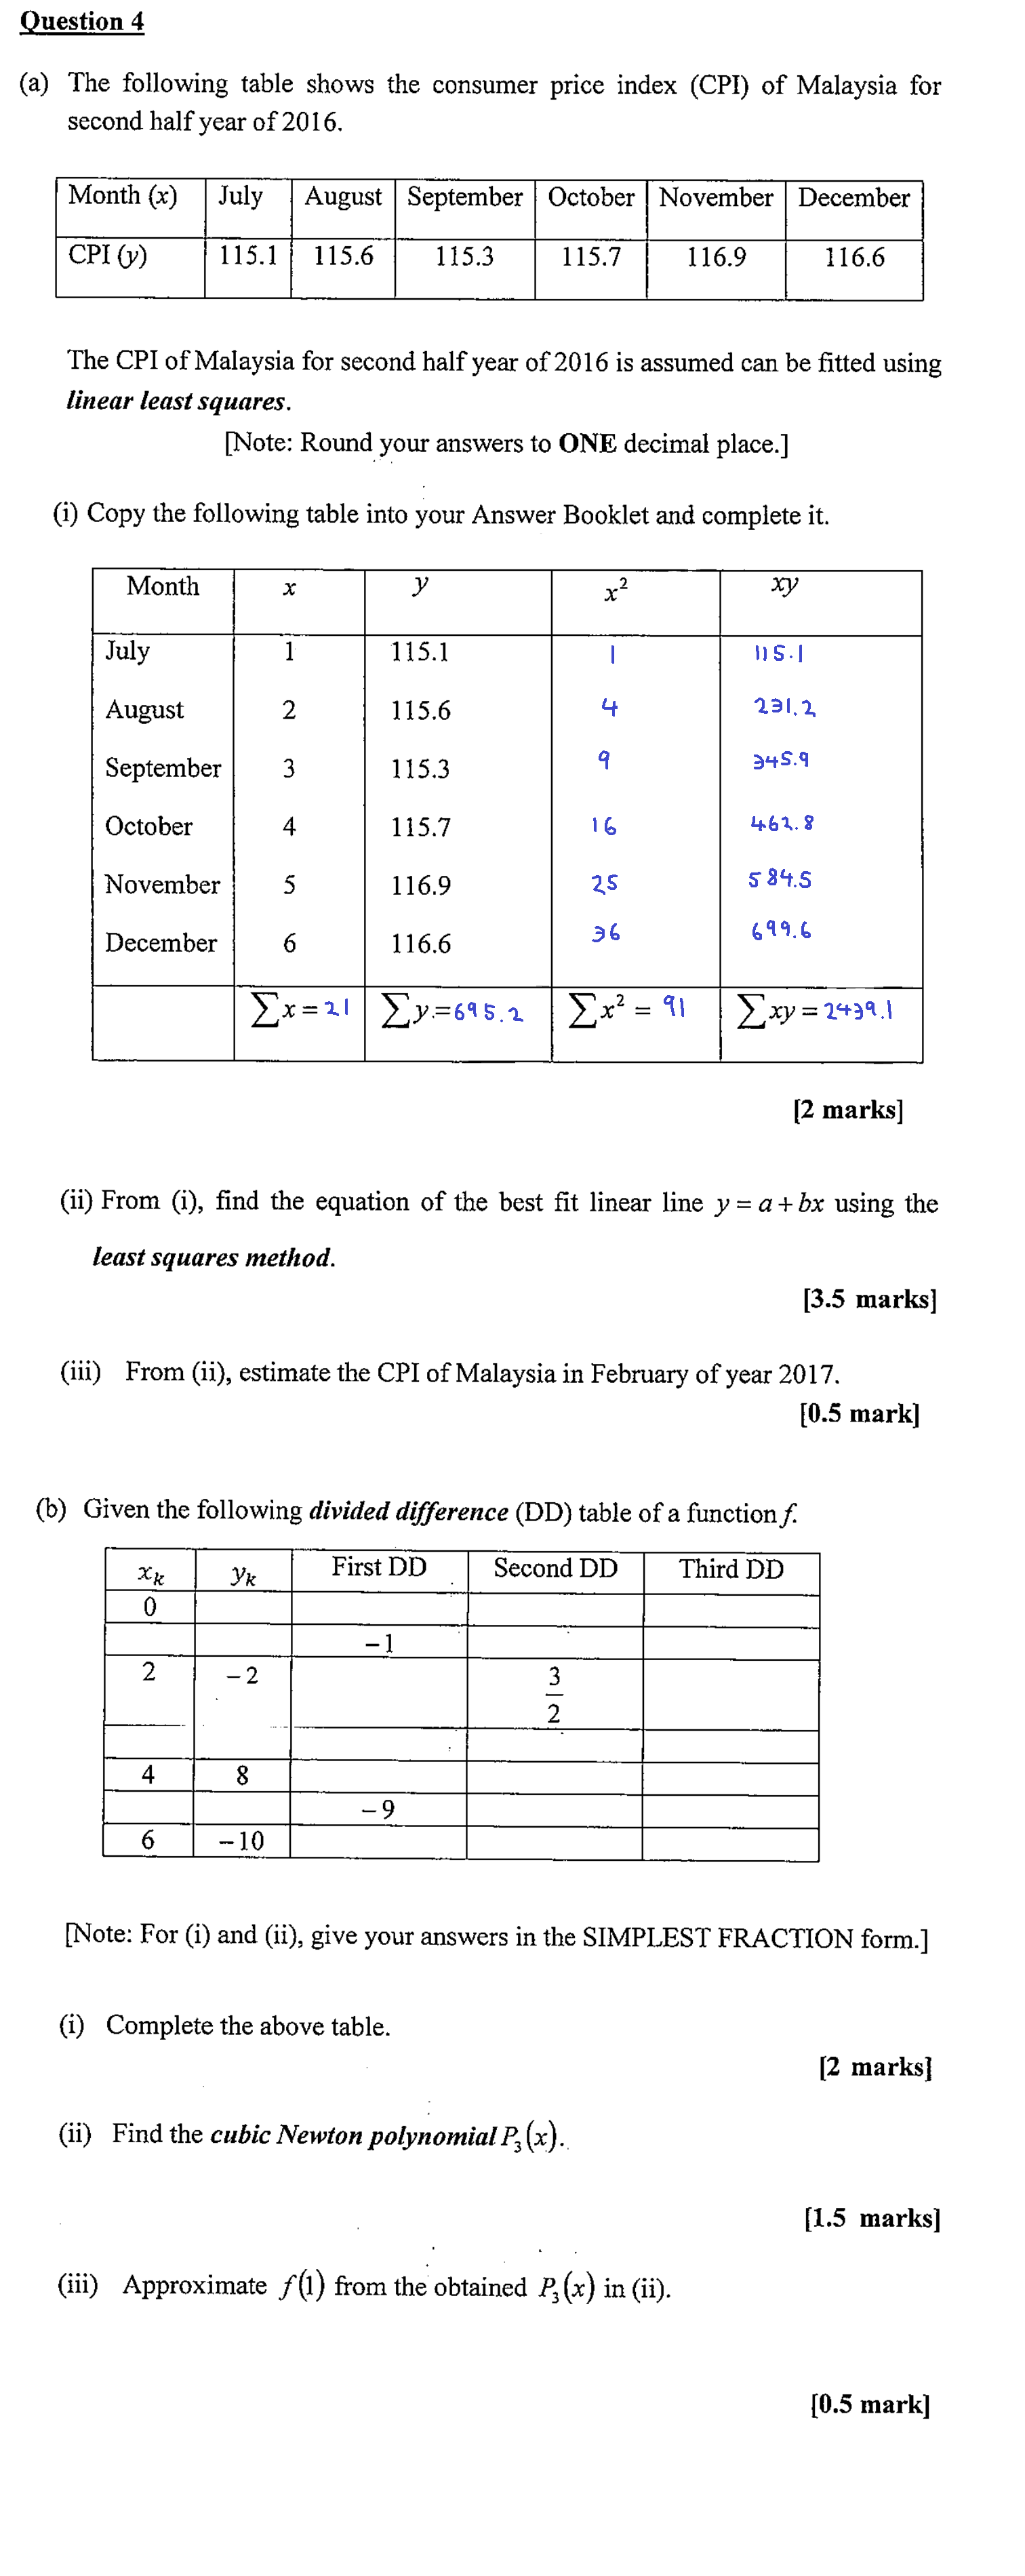 Question 4
(a) The following table shows the consumer price index (CPI) of Malaysia for
second half year of 2016.
Month (x) July August September October November December
CPI (y) 115.1 115.6 115.3 115.7 116.9 116.6
The CPI of Malaysia for second half year of 2016 is assumed can be fitted using
linear least squares.
[Note: Round your answers to ONE decimal place.]
(i) Copy the following table into your Answer Booklet and complete it.
Month x y x² xy
July 1 115.1 1 115.1
August 2 115.6 4 231.2
September 3 115.3 9 345.9
October 4 115.7 16 462.8
November 5 116.9 25 584.5
December 6 116.6 36 699.6
∑x = 21 ∑y = 695.2 ∑x² = 91 ∑xy = 2439.1
[2 marks]
(ii) From (i), find the equation of the best fit linear line y = a + bx using the
least squares method.
[3.5 marks]
(iii) From (ii), estimate the CPI of Malaysia in February of year 2017.
[0.5 mark]
(b) Given the following divided difference (DD) table of a function f.
xₖ yₖ First DD Second DD Third DD
0
−1
2 −2 3/2
4 8
−9
6 −10
[Note: For (i) and (ii), give your answers in the SIMPLEST FRACTION form.]
(i) Complete the above table.
[2 marks]
(ii) Find the cubic Newton polynomial P₃(x).
[1.5 marks]
(iii) Approximate f(1) from the obtained P₃(x) in (ii).
[0.5 mark]